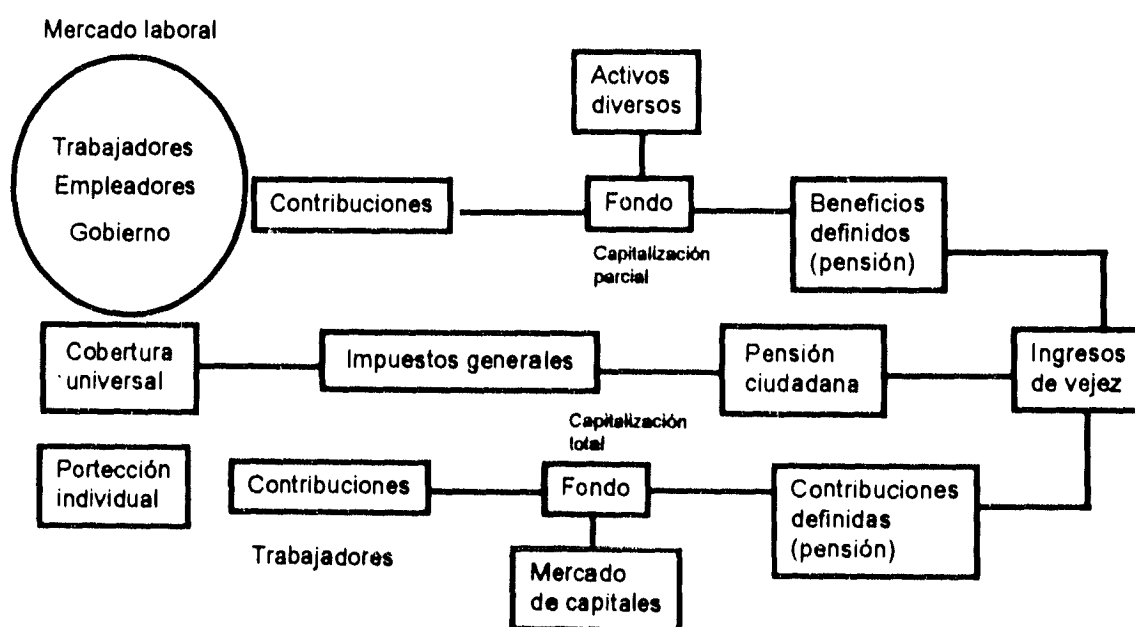 Mercado laboral
Trabajadores
Empleadores
Gobierno
Contribuciones
Activos
diversos
Fondo
Capitalización
parcial
Beneficios
definidos
(pensión)
Cobertura
universal
Impuestos generales
Pensión
ciudadana
Ingresos
de vejez
Portección
individual
Contribuciones
Trabajadores
Capitalización
total
Fondo
Mercado
de capitales
Contribuciones
definidas
(pensión)